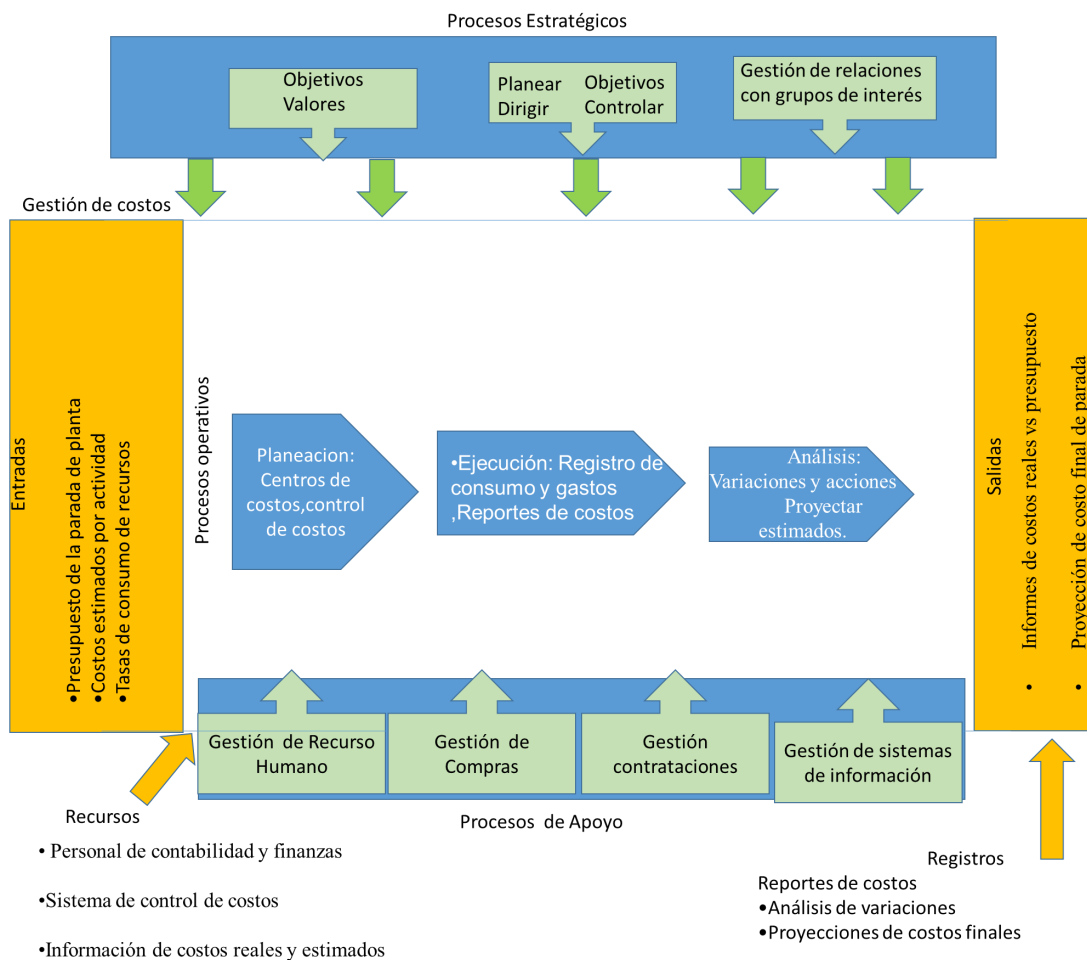 Procesos Estratégicos
Objetivos
Valores
Planear Objetivos
Dirigir Controlar
Gestión de relaciones
con grupos de interés
Gestión de costos
Entradas
•Presupuesto de la parada de planta
•Costos estimados por actividad
•Tasas de consumo de recursos
Procesos operativos
Planeacion:
Centros de
costos,control
de costos
•Ejecución: Registro de
consumo y gastos
,Reportes de costos
Análisis:
Variaciones y acciones
Proyectar
estimados.
Salidas
• Informes de costos reales vs presupuesto
• Proyección de costo final de parada
Gestión de Recurso
Humano
Gestión de
Compras
Gestión
contrataciones
Gestión de sistemas
de información
Procesos de Apoyo
Recursos
• Personal de contabilidad y finanzas
•Sistema de control de costos
•Información de costos reales y estimados
Registros
Reportes de costos
•Análisis de variaciones
•Proyecciones de costos finales